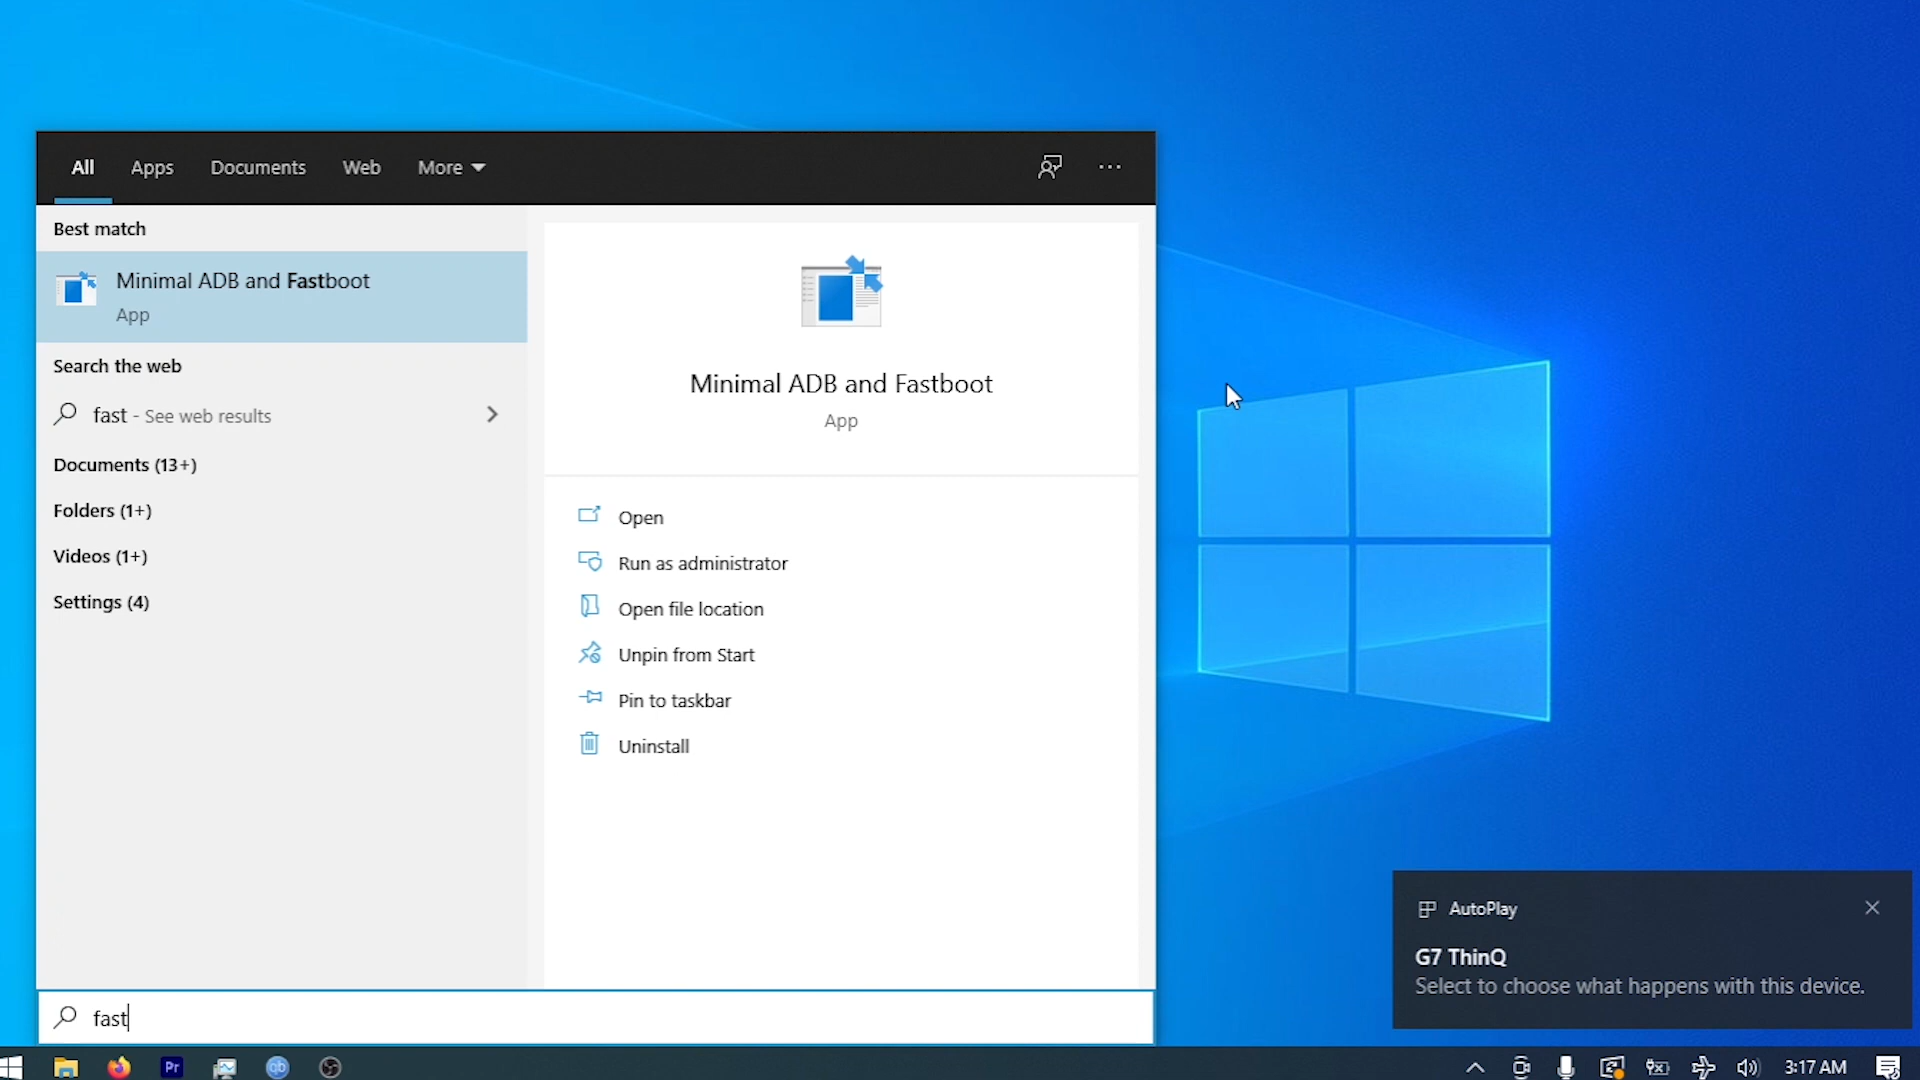 All Apps Documents Web More
Best match
Minimal ADB and Fastboot
App
Search the web
fast - See web results
Documents (13+)
Folders (1+)
Videos (1+)
Settings (4)
Minimal ADB and Fastboot
App
Open
Run as administrator
Open file location
Unpin from Start
Pin to taskbar
Uninstall
AutoPlay
G7 ThinQ
Select to choose what happens with this device.
fast
Pr
qb
3:17 AM